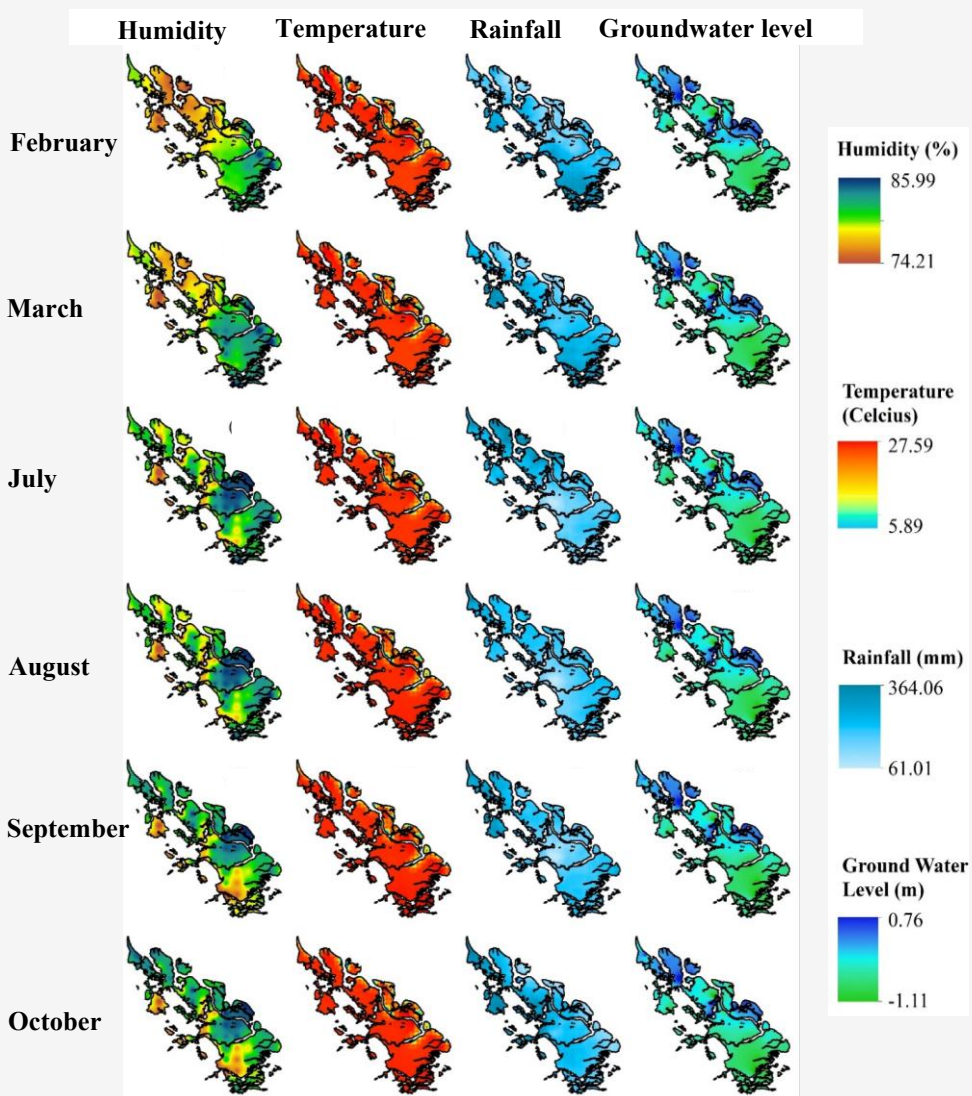 Humidity Temperature Rainfall Groundwater level
February
March
July
August
September
October
Humidity (%)
85.99
74.21
Temperature
(Celcius)
27.59
5.89
Rainfall (mm)
364.06
61.01
Ground Water
Level (m)
0.76
-1.11